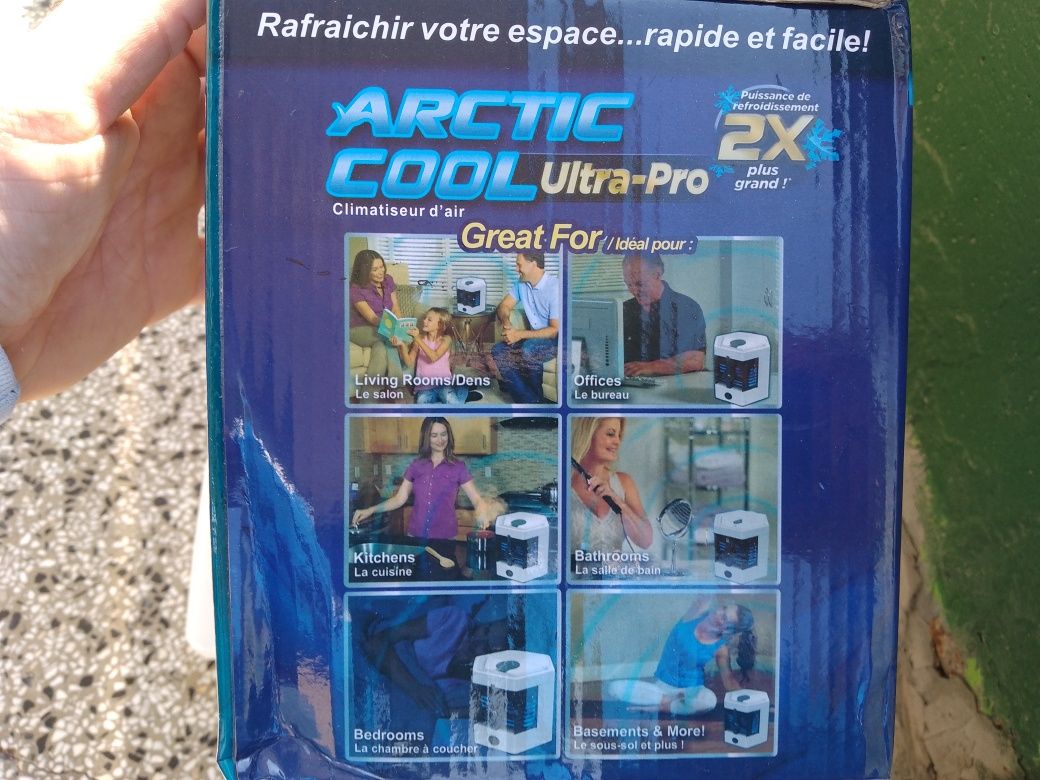 Rafraichir votre espace...rapide et facile!
ARCTIC
COOL Ultra-Pro
Climatiseur d'air
Puissance de
refroidissement
2X
plus
grand !*
Great For / Idéal pour :
Living Rooms/Dens
Le salon
Offices
Le bureau
Kitchens
La cuisine
Bathrooms
La salle de bain
Bedrooms
La chambre à coucher
Basements & More!
Le sous-sol et plus !